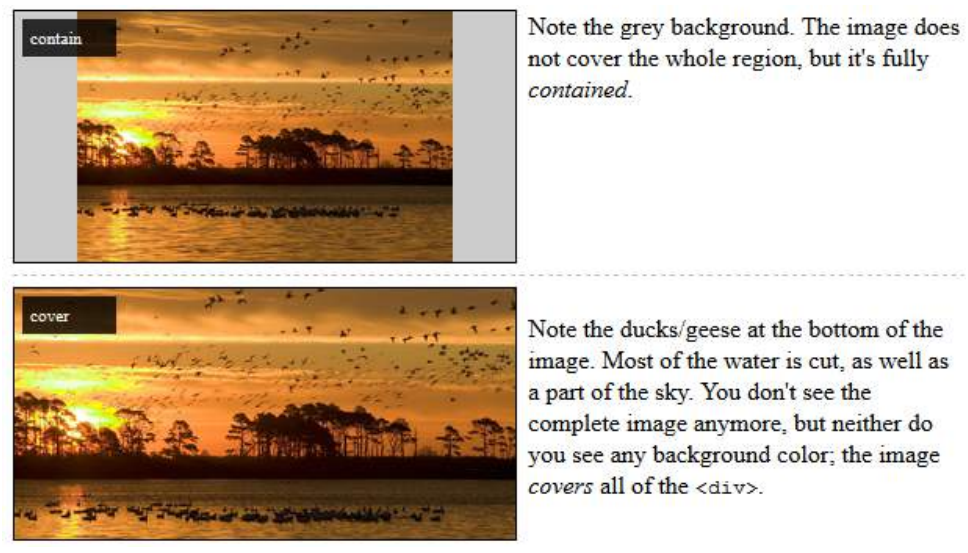 contain
Note the grey background. The image does
not cover the whole region, but it's fully
contained.
cover
Note the ducks/geese at the bottom of the
image. Most of the water is cut, as well as
a part of the sky. You don't see the
complete image anymore, but neither do
you see any background color; the image
covers all of the <div>.